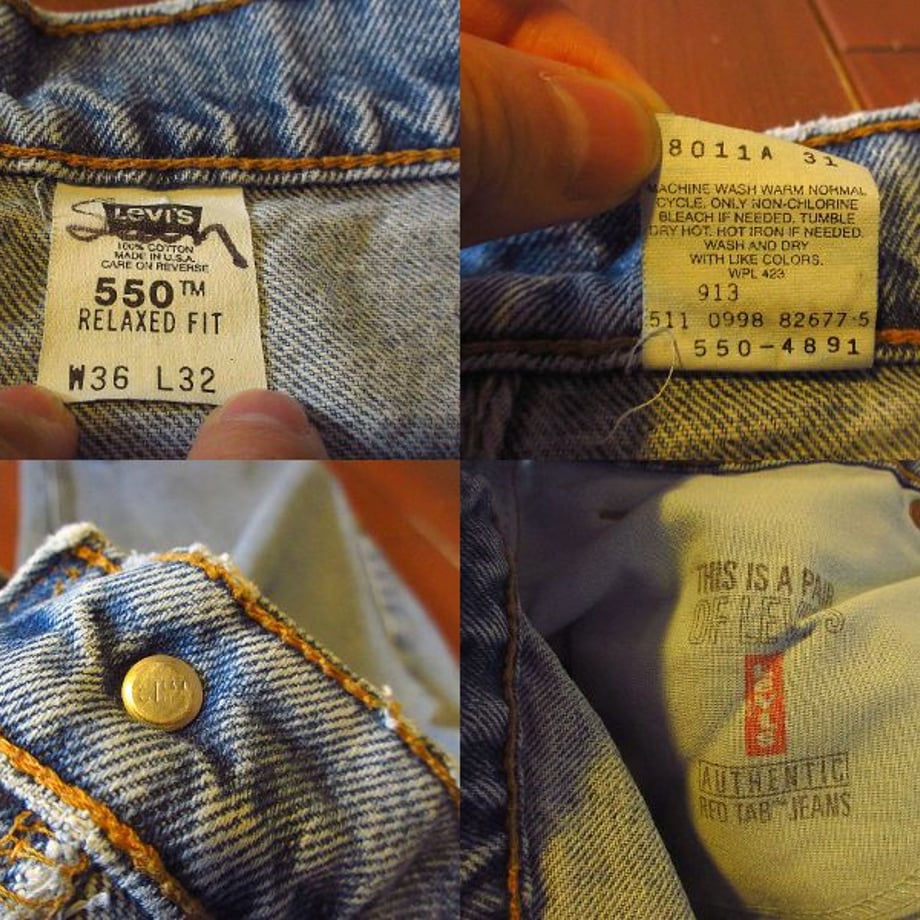 LEVI'S
100% COTTON
MADE IN U.S.A.
CARE ON REVERSE
550™
RELAXED FIT
W36 L32
8011A 31
MACHINE WASH WARM NORMAL
CYCLE. ONLY NON-CHLORINE
BLEACH IF NEEDED. TUMBLE
DRY HOT. HOT IRON IF NEEDED.
WASH AND DRY
WITH LIKE COLORS.
WPL 423
913
511 0998 82677-5
550-4891
THIS IS A PAIR
OF LEVI'S
AUTHENTIC
RED TAB™ JEANS